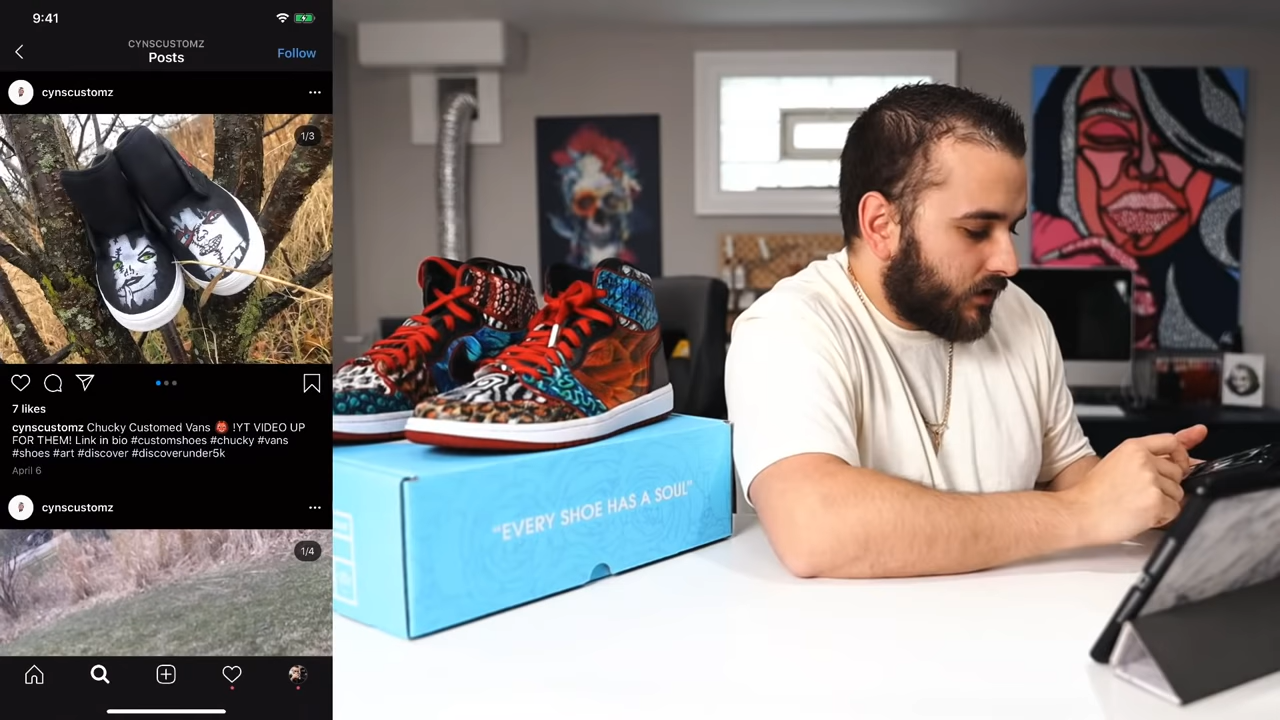 9:41
CYNSCUSTOMZ
Posts
Follow
cynscustomz
1/3
7 likes
cynscustomz Chucky Customed Vans 👹 !YT VIDEO UP
FOR THEM! Link in bio #customshoes #chucky #vans
#shoes #art #discover #discoverunder5k
April 6
cynscustomz
1/4
"EVERY SHOE HAS A SOUL"